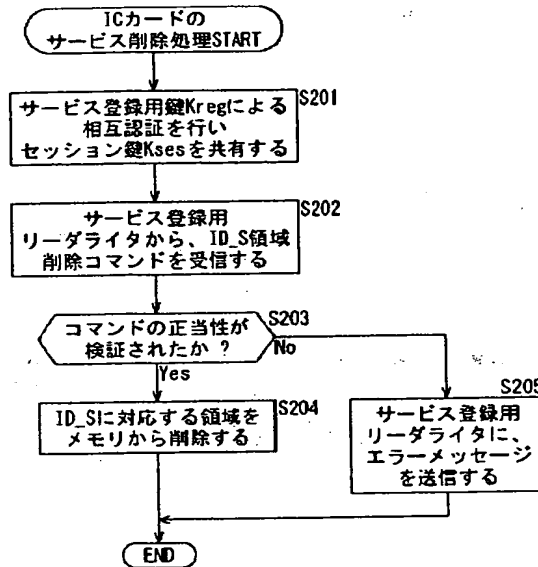 ICカードの
サービス削除処理START
S201
サービス登録用鍵Kregによる
相互認証を行い
セッション鍵Ksesを共有する
S202
サービス登録用
リーダライタから、ID_S領域
削除コマンドを受信する
S203
コマンドの正当性が
検証されたか ?
No
Yes
S204
ID_Sに対応する領域を
メモリから削除する
S205
サービス登録用
リーダライタに、
エラーメッセージ
を送信する
END